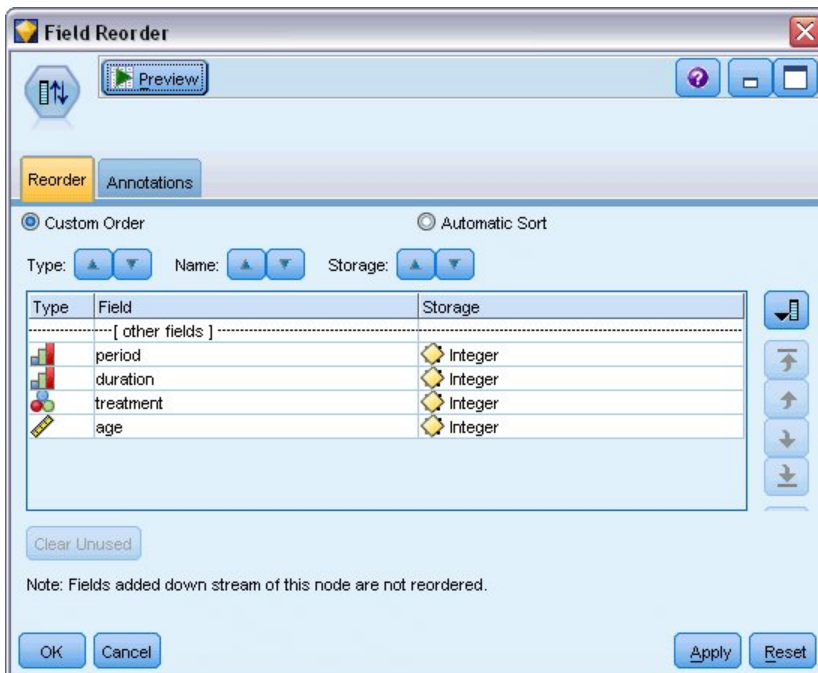 Field Reorder
Preview
Reorder Annotations
Custom Order Automatic Sort
Type: Name: Storage:
Type Field Storage
[ other fields ]
period Integer
duration Integer
treatment Integer
age Integer
Clear Unused
Note: Fields added down stream of this node are not reordered.
OK Cancel Apply Reset